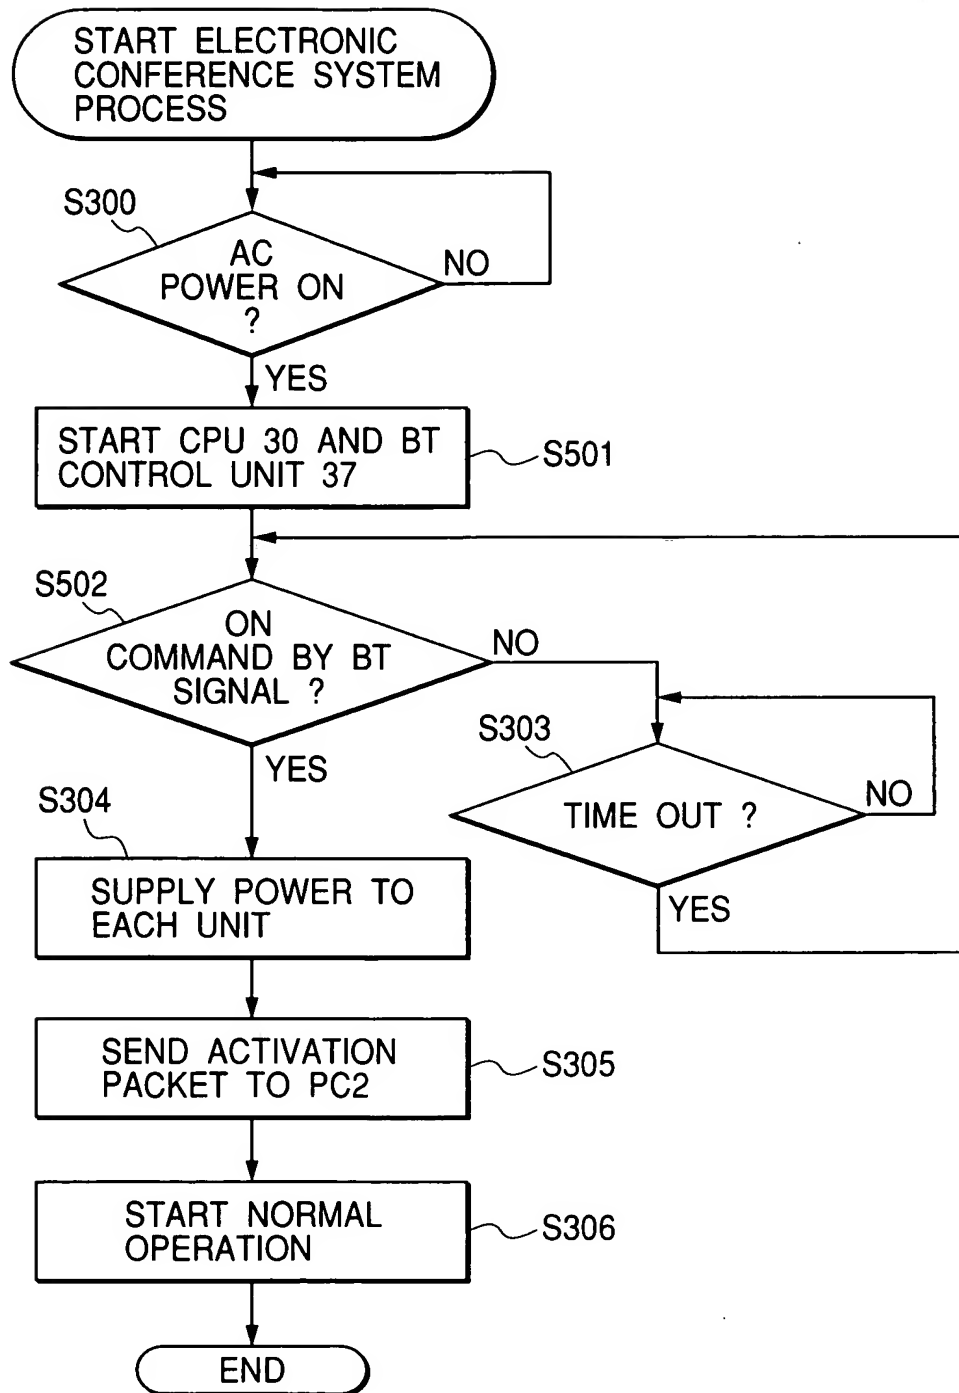 START ELECTRONIC
CONFERENCE SYSTEM
PROCESS
S300
AC
POWER ON
?
NO
YES
START CPU 30 AND BT
CONTROL UNIT 37
S501
S502
ON
COMMAND BY BT
SIGNAL ?
NO
YES
S303
TIME OUT ?
NO
YES
S304
SUPPLY POWER TO
EACH UNIT
SEND ACTIVATION
PACKET TO PC2
S305
START NORMAL
OPERATION
S306
END